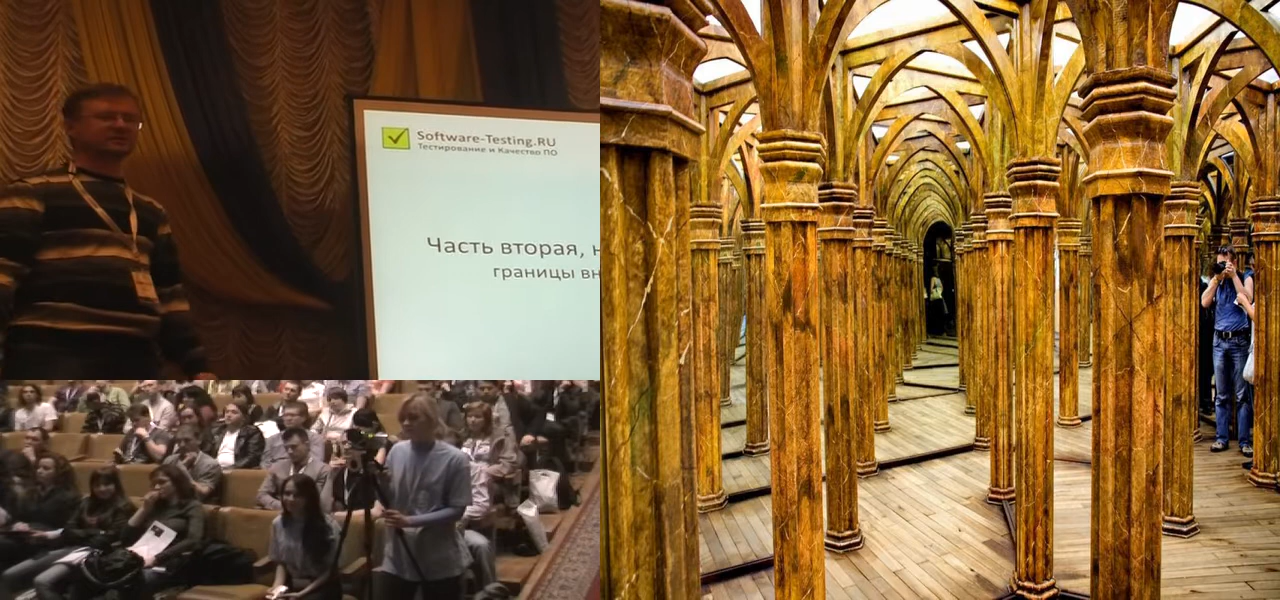 Software-Testing.RU
Тестирование и Качество ПО
Часть вторая,
границы